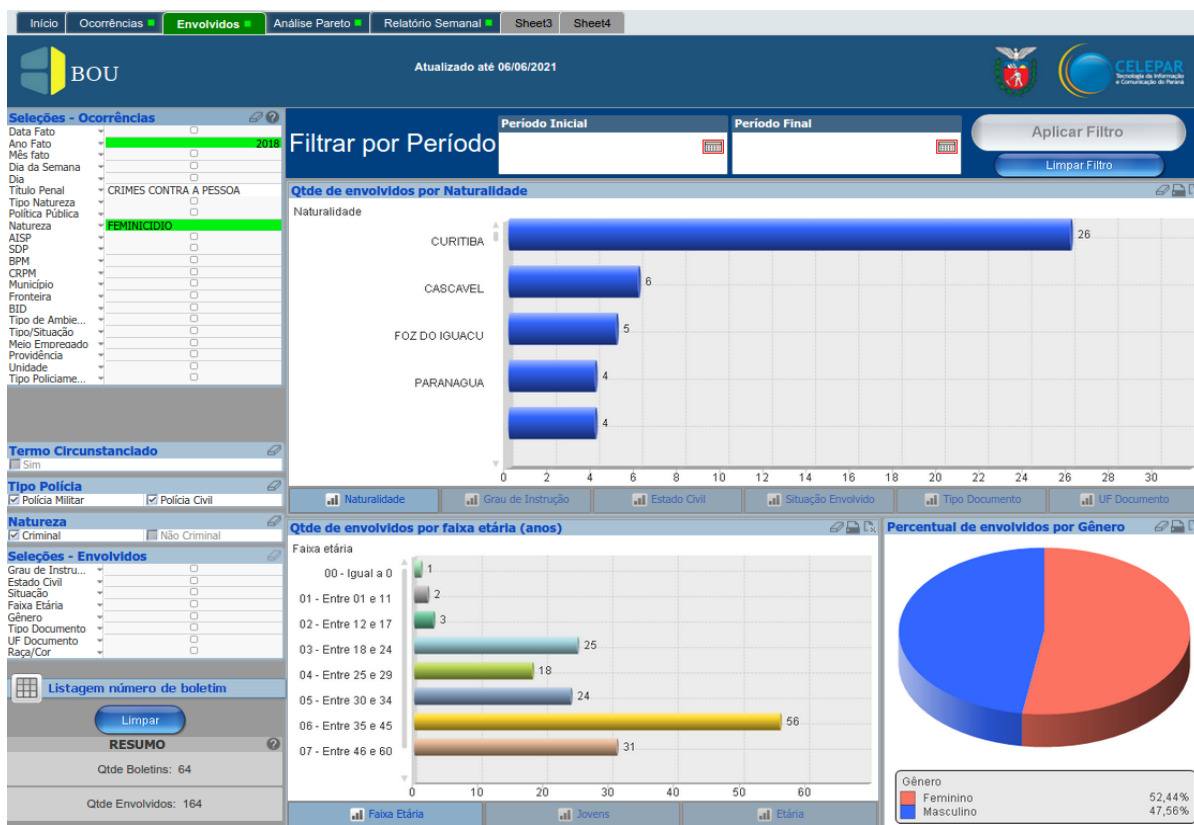 Início Ocorrências Envolvidos Análise Pareto Relatório Semanal Sheet3 Sheet4
BOU
Atualizado até 06/06/2021
CELEPAR
Tecnologia da Informação
e Comunicação do Paraná
Seleções - Ocorrências
Data Fato
Ano Fato 2018
Mês fato
Dia da Semana
Dia
Título Penal CRIMES CONTRA A PESSOA
Tipo Natureza
Política Pública
Natureza FEMINICIDIO
AISP
SDP
BPM
CRPM
Município
Fronteira
BID
Tipo de Ambie...
Tipo/Situação
Meio Empregado
Providência
Unidade
Tipo Policiame...
Termo Circunstanciado
Sim
Tipo Polícia
Polícia Militar Polícia Civil
Natureza
Criminal Não Criminal
Seleções - Envolvidos
Grau de Instru...
Estado Civil
Situação
Faixa Etária
Gênero
Tipo Documento
UF Documento
Raça/Cor
Listagem número de boletim
Limpar
RESUMO
Qtde Boletins: 64
Qtde Envolvidos: 164
Filtrar por Período
Período Inicial
Período Final
Aplicar Filtro
Limpar Filtro
Qtde de envolvidos por Naturalidade
Naturalidade
CURITIBA 26
CASCAVEL 6
FOZ DO IGUACU 5
PARANAGUA 4
4
0 2 4 6 8 10 12 14 16 18 20 22 24 26 28 30
Naturalidade Grau de Instrução Estado Civil Situação Envolvido Tipo Documento UF Documento
Qtde de envolvidos por faixa etária (anos)
Faixa etária
00 - Igual a 0 1
01 - Entre 01 e 11 2
02 - Entre 12 e 17 3
03 - Entre 18 e 24 25
04 - Entre 25 e 29 18
05 - Entre 30 e 34 24
06 - Entre 35 e 45 56
07 - Entre 46 e 60 31
0 10 20 30 40 50 60
Faixa Etária Jovens Etária
Percentual de envolvidos por Gênero
Gênero
Feminino 52,44%
Masculino 47,56%